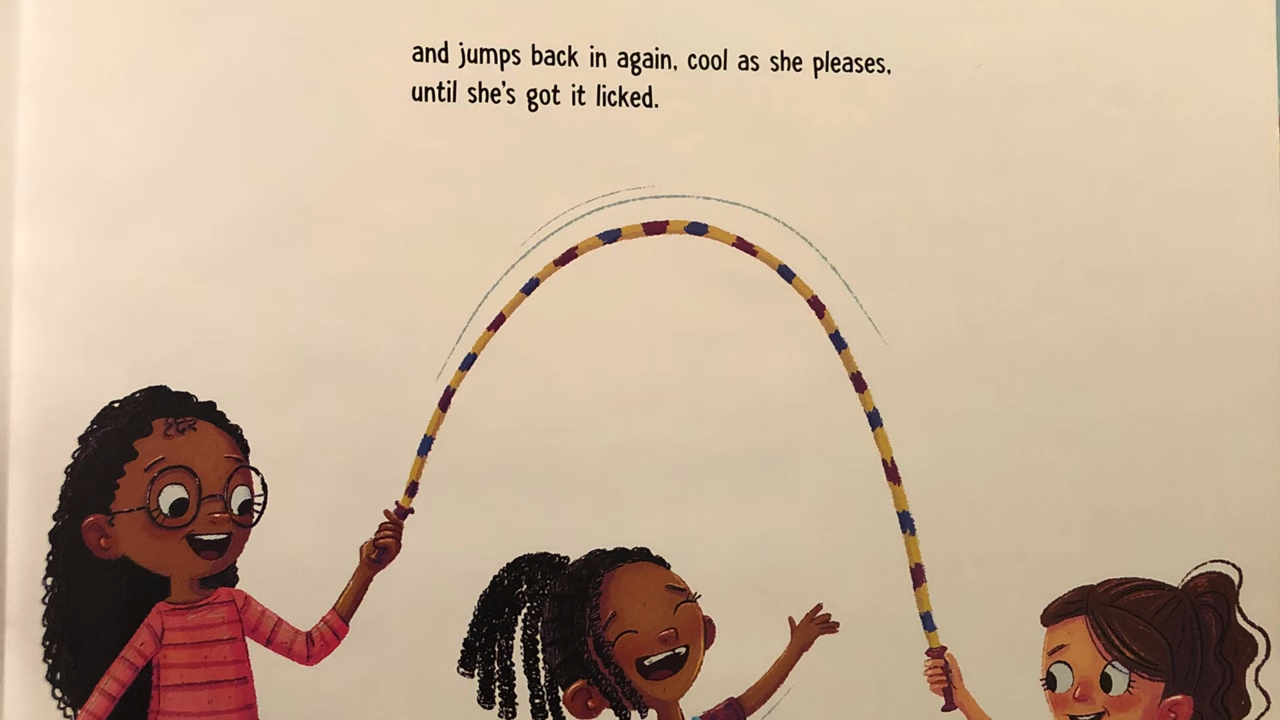 and jumps back in again, cool as she pleases,
until she's got it licked.